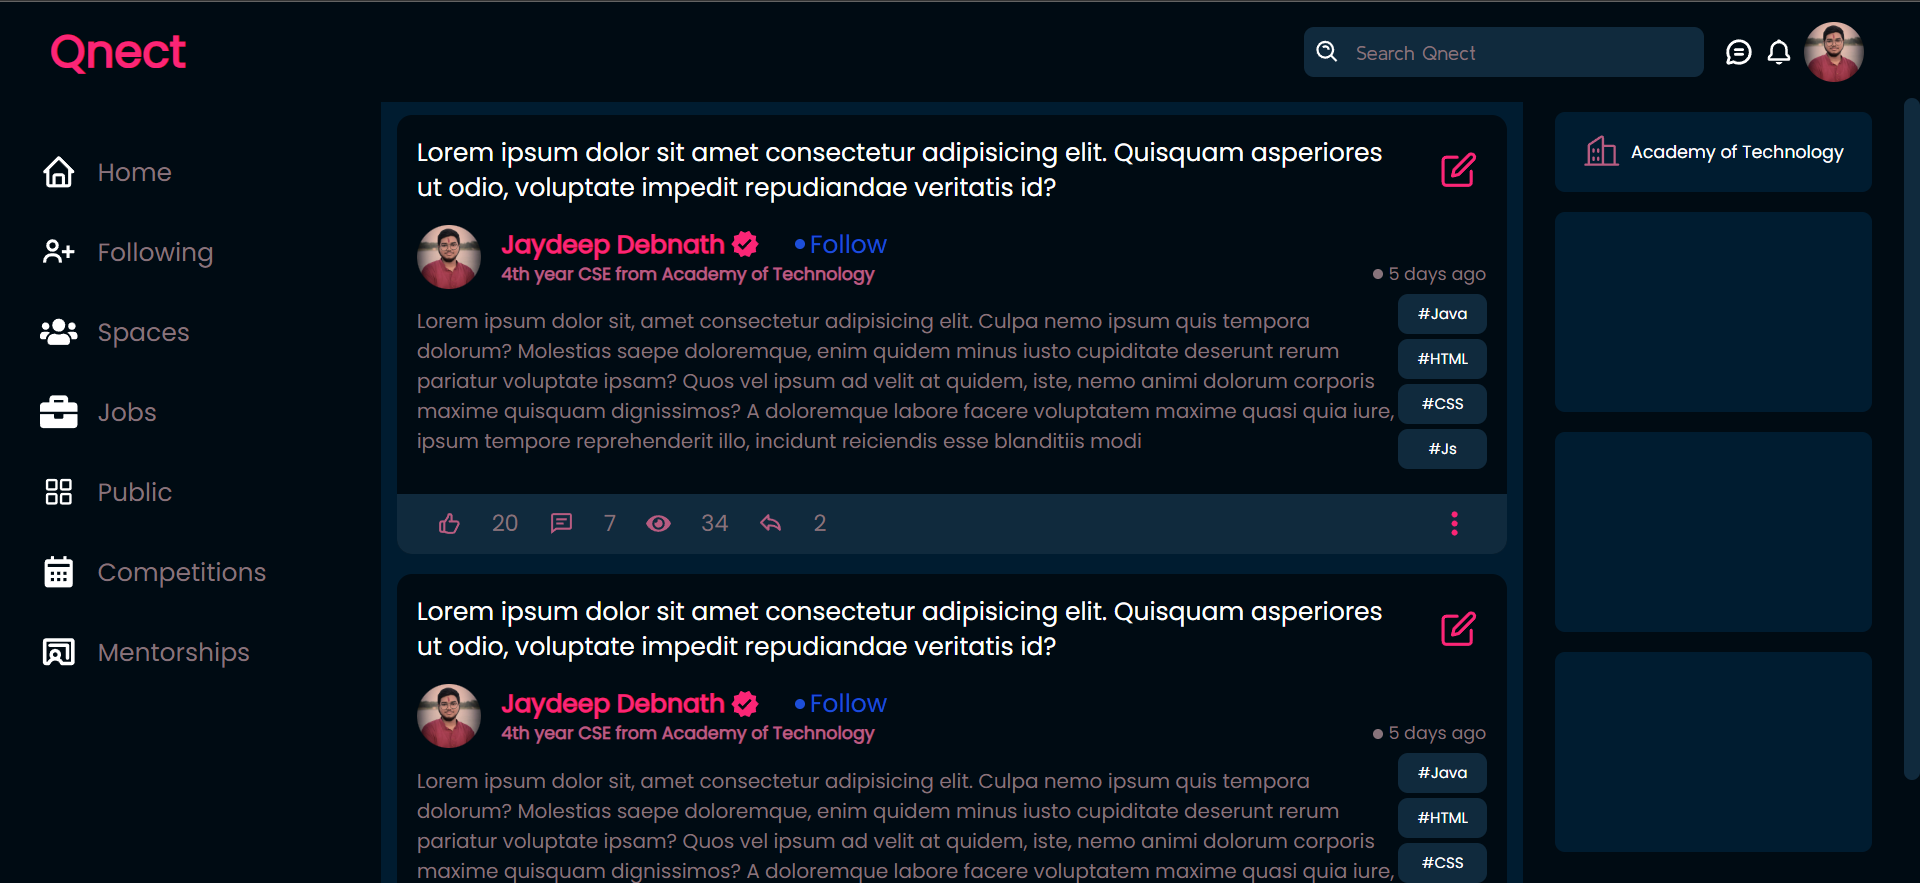 Qnect
Search Qnect
Home
Following
Spaces
Jobs
Public
Competitions
Mentorships
Lorem ipsum dolor sit amet consectetur adipisicing elit. Quisquam asperiores
ut odio, voluptate impedit repudiandae veritatis id?
Jaydeep Debnath
Follow
4th year CSE from Academy of Technology
5 days ago
Lorem ipsum dolor sit, amet consectetur adipisicing elit. Culpa nemo ipsum quis tempora
dolorum? Molestias saepe doloremque, enim quidem minus iusto cupiditate deserunt rerum
pariatur voluptate ipsam? Quos vel ipsum ad velit at quidem, iste, nemo animi dolorum corporis
maxime quisquam dignissimos? A doloremque labore facere voluptatem maxime quasi quia iure,
ipsum tempore reprehenderit illo, incidunt reiciendis esse blanditiis modi
#Java
#HTML
#CSS
#Js
20 7 34 2
Lorem ipsum dolor sit amet consectetur adipisicing elit. Quisquam asperiores
ut odio, voluptate impedit repudiandae veritatis id?
Jaydeep Debnath
Follow
4th year CSE from Academy of Technology
5 days ago
Lorem ipsum dolor sit, amet consectetur adipisicing elit. Culpa nemo ipsum quis tempora
dolorum? Molestias saepe doloremque, enim quidem minus iusto cupiditate deserunt rerum
pariatur voluptate ipsam? Quos vel ipsum ad velit at quidem, iste, nemo animi dolorum corporis
maxime quisquam dignissimos? A doloremque labore facere voluptatem maxime quasi quia iure,
#Java
#HTML
#CSS
Academy of Technology